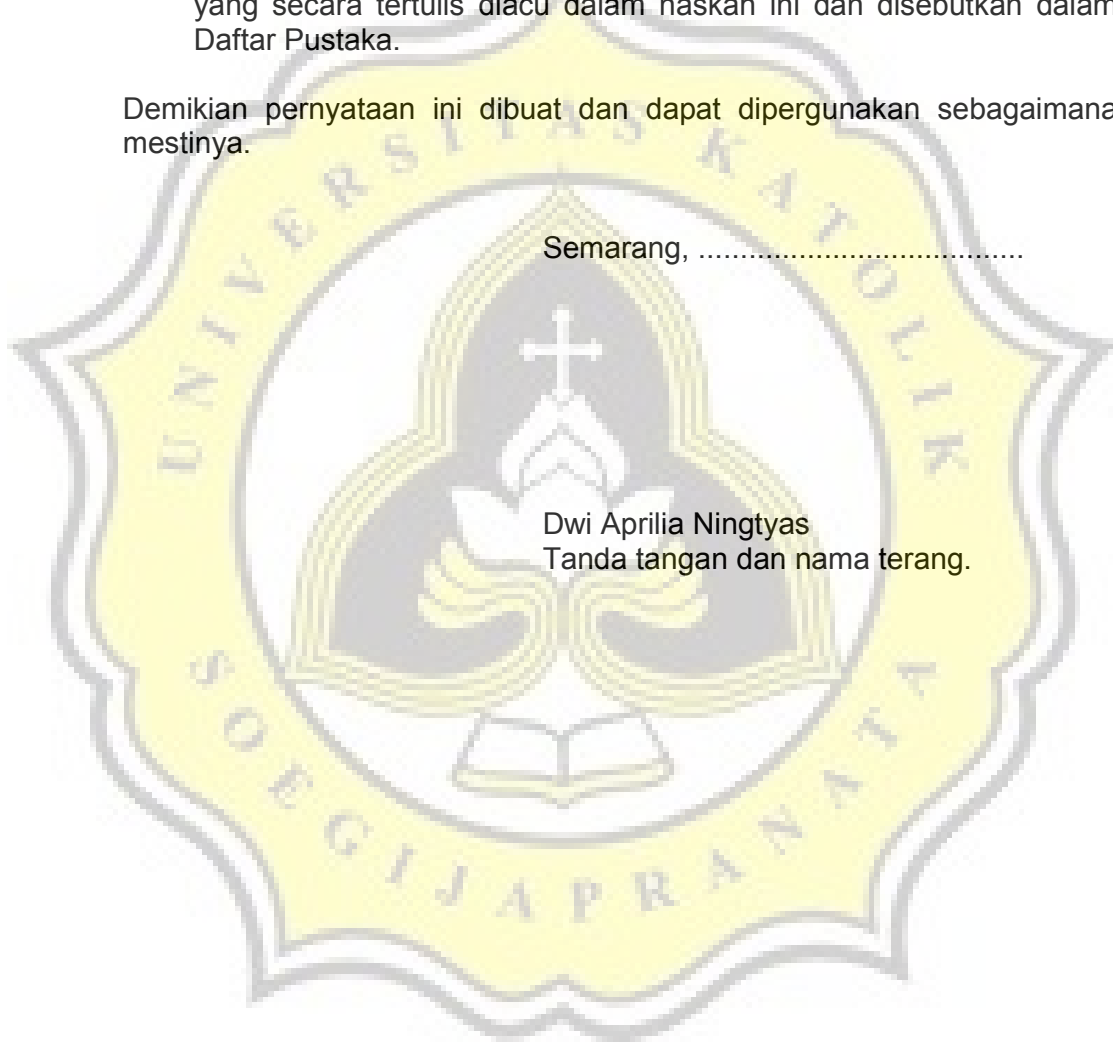 yang secara tertulis diacu dalam naskah ini dan disebutkan dalam
Daftar Pustaka.
Demikian pernyataan ini dibuat dan dapat dipergunakan sebagaimana
mestinya.
Semarang, .......................................
Dwi Aprilia Ningtyas
Tanda tangan dan nama terang.
UNIVERSITAS KATOLIK
SOEGIJAPRANATA